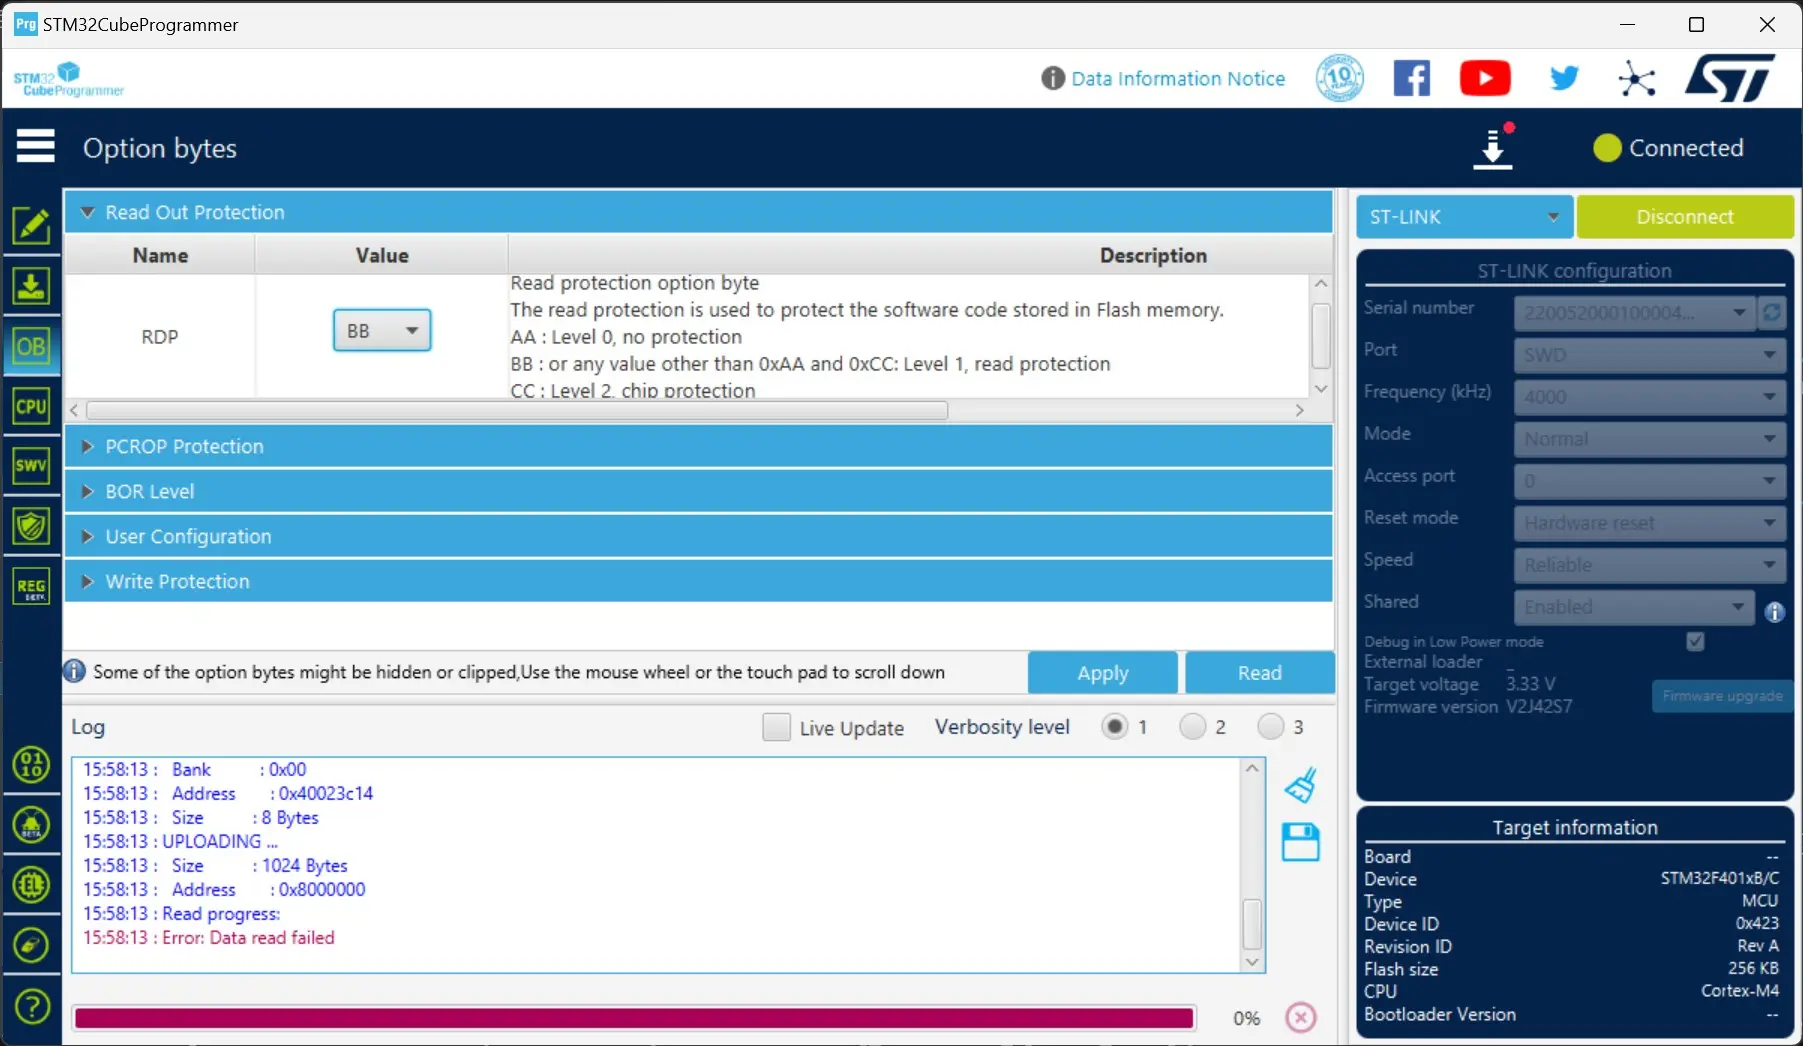 Prg STM32CubeProgrammer
STM32
CubeProgrammer
Data Information Notice
10
ST
Option bytes
Connected
OB
CPU
SWV
REG
Read Out Protection
Name Value Description
RDP
BB
Read protection option byte
The read protection is used to protect the software code stored in Flash memory.
AA : Level 0, no protection
BB : or any value other than 0xAA and 0xCC: Level 1, read protection
CC : Level 2, chip protection
PCROP Protection
BOR Level
User Configuration
Write Protection
Some of the option bytes might be hidden or clipped,Use the mouse wheel or the touch pad to scroll down
Apply
Read
Log
Live Update
Verbosity level
1
2
3
15:58:13 : Bank : 0x00
15:58:13 : Address : 0x40023c14
15:58:13 : Size : 8 Bytes
15:58:13 : UPLOADING ...
15:58:13 : Size : 1024 Bytes
15:58:13 : Address : 0x8000000
15:58:13 : Read progress:
15:58:13 : Error: Data read failed
0%
01
10
BETA
?
ST-LINK
Disconnect
ST-LINK configuration
Serial number 220052000100004...
Port SWD
Frequency (kHz) 4000
Mode Normal
Access port 0
Reset mode Hardware reset
Speed Reliable
Shared Enabled
Debug in Low Power mode
External loader _
Target voltage 3.33 V
Firmware version V2J42S7
Firmware upgrade
Target information
Board --
Device STM32F401xB/C
Type MCU
Device ID 0x423
Revision ID Rev A
Flash size 256 KB
CPU Cortex-M4
Bootloader Version --